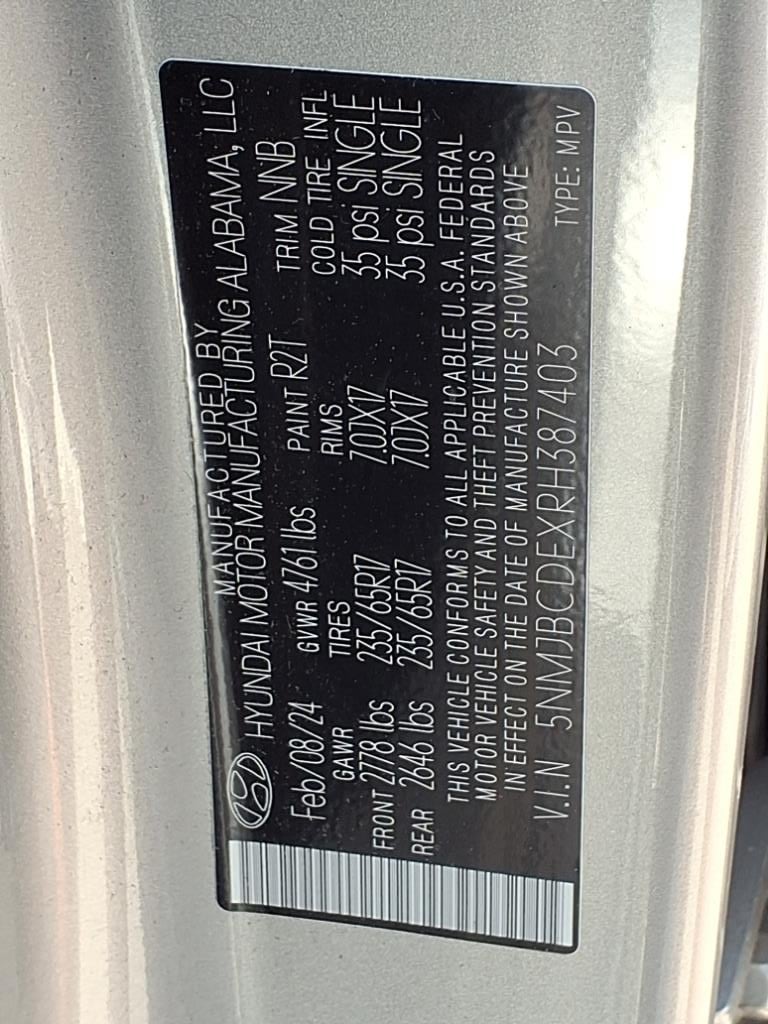 MANUFACTURED BY
HYUNDAI MOTOR MANUFACTURING ALABAMA, LLC
Feb/08/24 GVWR 4761 lbs PAINT R2T TRIM NNB
GAWR TIRES RIMS COLD TIRE INFL
FRONT 2778 lbs 235/65R17 7.0JX17 35 psi SINGLE
REAR 2646 lbs 235/65R17 7.0JX17 35 psi SINGLE
THIS VEHICLE CONFORMS TO ALL APPLICABLE U.S.A. FEDERAL
MOTOR VEHICLE SAFETY AND THEFT PREVENTION STANDARDS
IN EFFECT ON THE DATE OF MANUFACTURE SHOWN ABOVE
V.I.N 5NMJBCDEXRH387403 TYPE: MPV